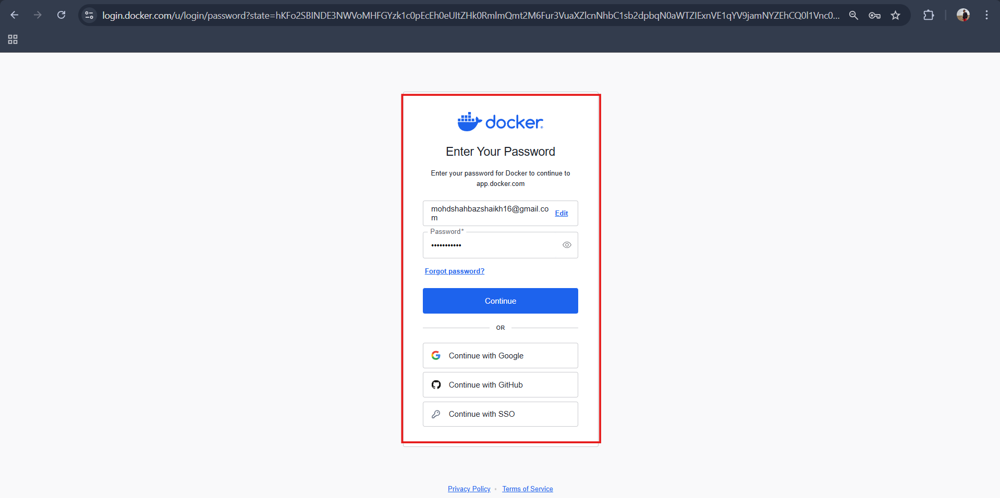 login.docker.com/u/login/password?state=hKFo2SBINDE3NWVoMHFGYzk1c0pEcEh0eUItZHk0RmlmQmt2M6Fur3VuaXZlcnNhbC1sb2dpbqN0aWTZIExnVE1qYV9jamNYZEhCQ0l1Vnc0...
docker
Enter Your Password
Enter your password for Docker to continue to
app.docker.com
mohdshahbazshaikh16@gmail.co
m
Edit
Password*
Forgot password?
Continue
OR
Continue with Google
Continue with GitHub
Continue with SSO
Privacy Policy • Terms of Service